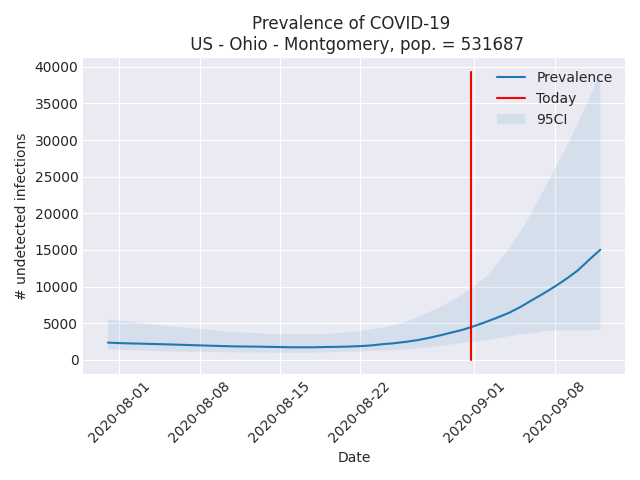 Prevalence of COVID-19
US - Ohio - Montgomery, pop. = 531687
40000
35000
30000
25000
20000
15000
10000
5000
0
# undetected infections
Prevalence
Today
95CI
2020-08-01
2020-08-08
2020-08-15
2020-08-22
2020-09-01
2020-09-08
Date